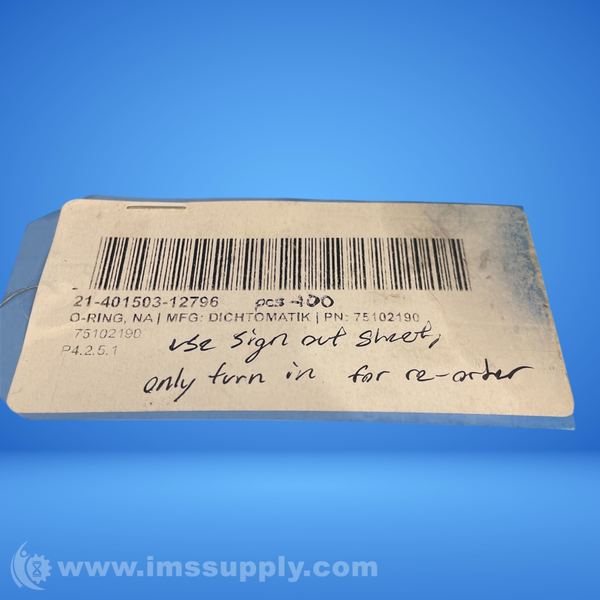 21-401503-12796 pcs 100
O-RING, NA | MFG: DICHTOMATIK | PN: 75102190
75102190
P4.2.5.1
use sign out sheet,
only turn in for re-order
www.imssupply.com